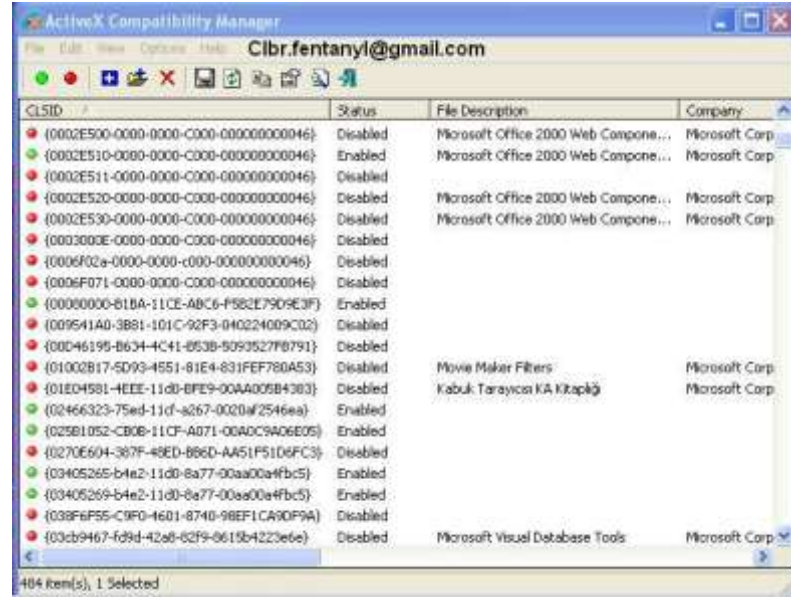 ActiveX Compatibility Manager
File Edit View Options Help Clbr.fentanyl@gmail.com
CLSID / Status File Description Company
{0002E500-0000-0000-C000-000000000046} Disabled Microsoft Office 2000 Web Compone... Microsoft Corp
{0002E510-0000-0000-C000-000000000046} Enabled Microsoft Office 2000 Web Compone... Microsoft Corp
{0002E511-0000-0000-C000-000000000046} Disabled
{0002E520-0000-0000-C000-000000000046} Disabled Microsoft Office 2000 Web Compone... Microsoft Corp
{0002E530-0000-0000-C000-000000000046} Disabled Microsoft Office 2000 Web Compone... Microsoft Corp
{0003000E-0000-0000-C000-000000000046} Disabled
{0006f02a-0000-0000-c000-000000000046} Disabled
{0006F071-0000-0000-C000-000000000046} Disabled
{00080000-B1BA-11CE-ABC6-F5B2E79D9E3F} Enabled
{009541A0-3B81-101C-92F3-040224009C02} Disabled
{00D46195-B634-4C41-B53B-5093527FB791} Disabled
{01002B17-5D93-4551-81E4-831FEF780A53} Disabled Movie Maker Filters Microsoft Corp
{01E04581-4EEE-11d0-BFE9-00AA005B4383} Disabled Kabuk Tarayıcısı KA Kitaplığı Microsoft Corp
{02466323-75ed-11cf-a267-0020af2546ea} Enabled
{025B1052-CB0B-11CF-A071-00A0C9A06E05} Enabled
{0270E604-387F-48ED-BB6D-AA51F51D6FC3} Disabled
{03405265-b4e2-11d0-8a77-00aa00a4fbc5} Enabled
{03405269-b4e2-11d0-8a77-00aa00a4fbc5} Enabled
{038F6F55-C9F0-4601-8740-98EF1CA9DF9A} Disabled
{03cb9467-fd9d-42a8-82f9-8615b4223e6e} Disabled Microsoft Visual Database Tools Microsoft Corp
484 item(s), 1 Selected